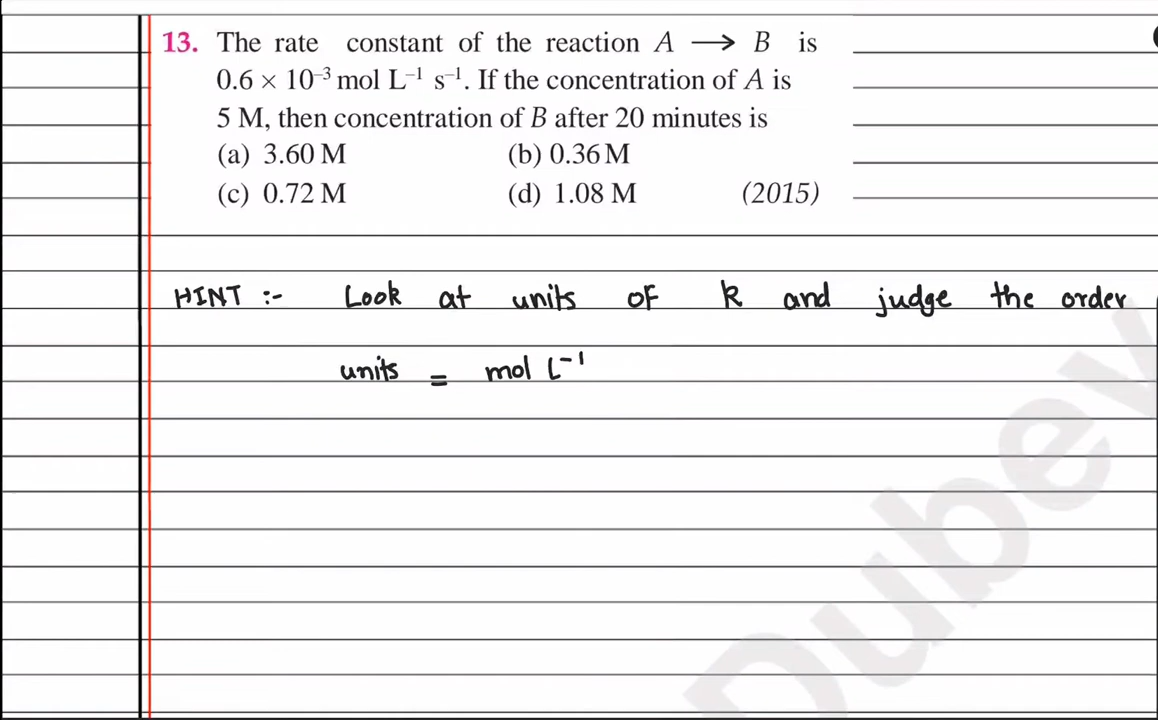 13. The rate constant of the reaction A ⟶ B is
0.6 × 10⁻³ mol L⁻¹ s⁻¹. If the concentration of A is
5 M, then concentration of B after 20 minutes is
(a) 3.60 M (b) 0.36 M
(c) 0.72 M (d) 1.08 M (2015)
HINT :- Look at units of k and judge the order
units = mol L⁻¹
Dubey